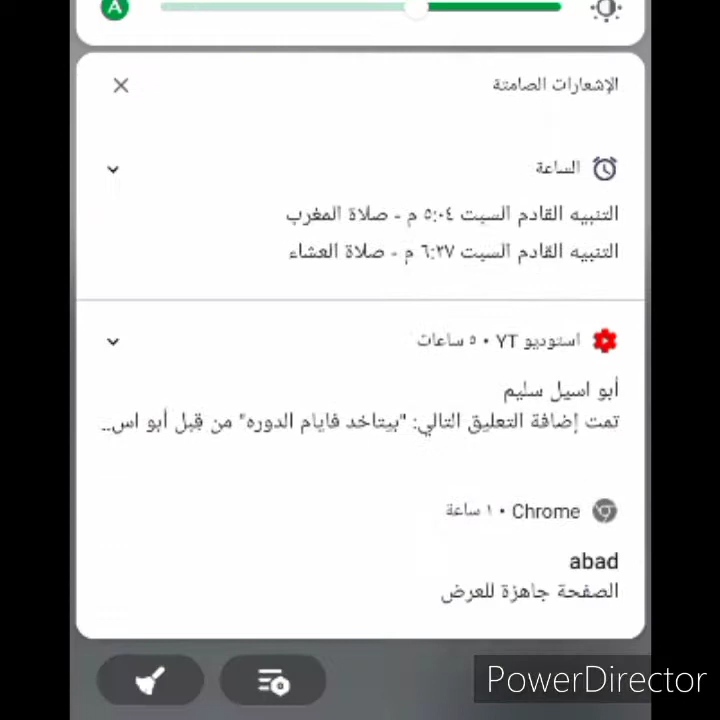 A
الإشعارات الصامتة
الساعة
التنبيه القادم السبت ٥:٠٤ م - صلاة المغرب
التنبيه القادم السبت ٦:٢٧ م - صلاة العشاء
استوديو YT • ٥ ساعات
أبو اسيل سليم
تمت إضافة التعليق التالي: "بيتاخد فايام الدوره" من قِبل أبو اس...
Chrome • ١ ساعة
abad
الصفحة جاهزة للعرض
PowerDirector